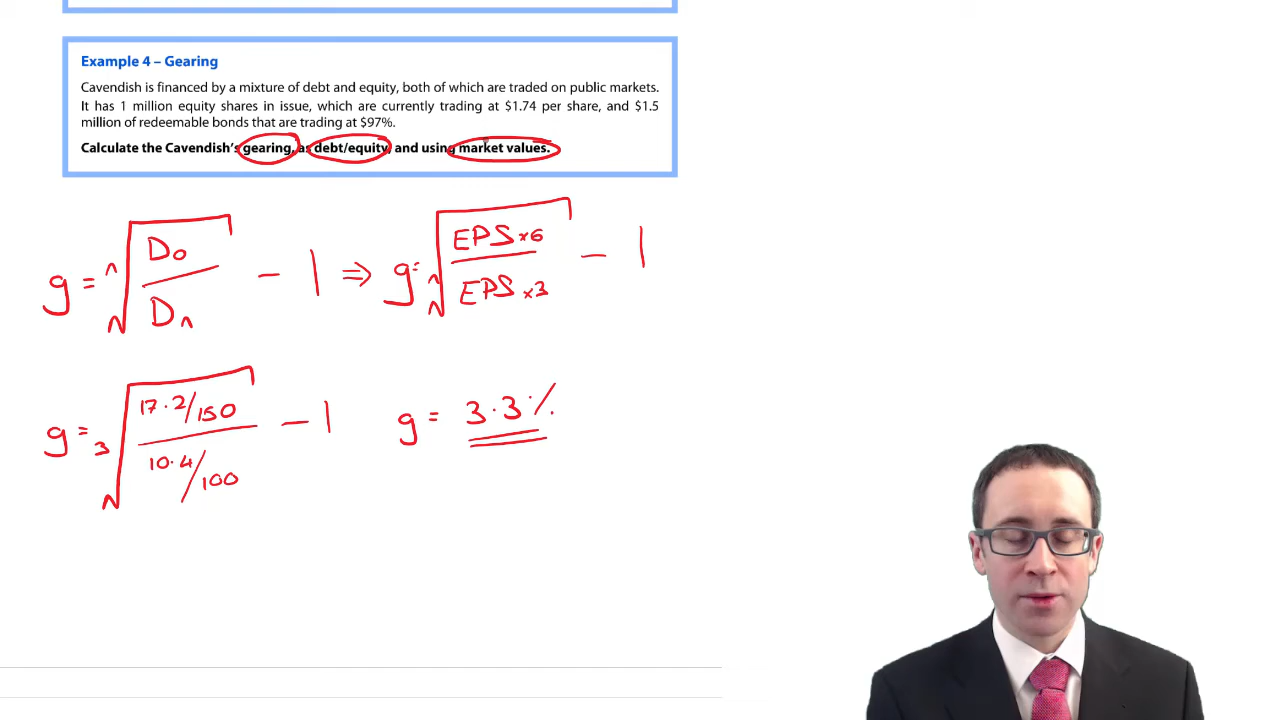 Example 4 – Gearing
Cavendish is financed by a mixture of debt and equity, both of which are traded on public markets.
It has 1 million equity shares in issue, which are currently trading at $1.74 per share, and $1.5
million of redeemable bonds that are trading at $97%.
Calculate the Cavendish's gearing, as debt/equity, and using market values.
g = ⁿ√(D₀/Dₙ) – 1 ⇒ g = ⁿ√(EPS x6/EPS x3) – 1
g = ³√((17.2/150)/(10.4/100)) – 1 g = 3.3%